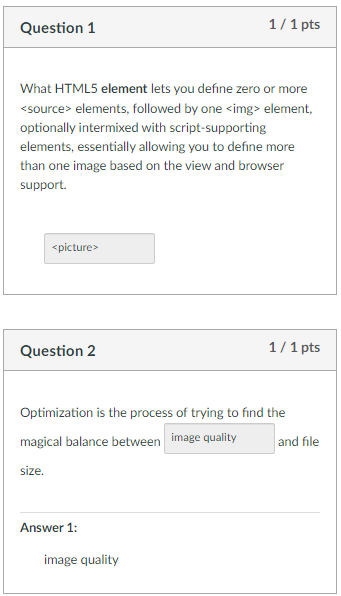 Question 1 1 / 1 pts
What HTML5 element lets you define zero or more
<source> elements, followed by one <img> element,
optionally intermixed with script-supporting
elements, essentially allowing you to define more
than one image based on the view and browser
support.
<picture>
Question 2 1 / 1 pts
Optimization is the process of trying to find the
magical balance between image quality and file
size.
Answer 1:
image quality